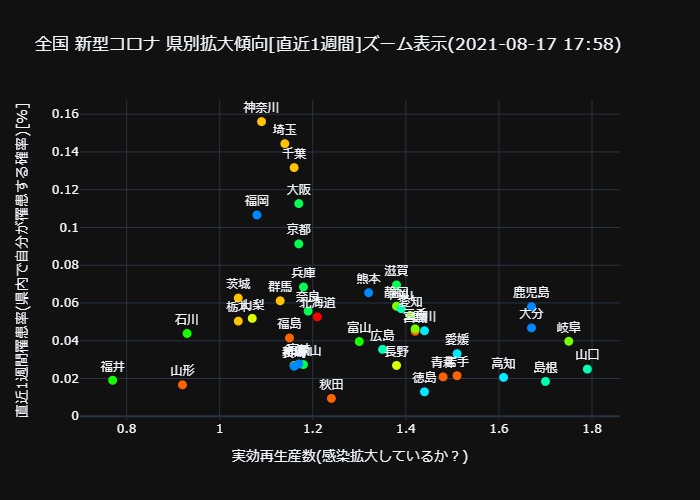 全国 新型コロナ 県別拡大傾向[直近1週間]ズーム表示(2021-08-17 17:58)
直近1週間罹患率(県内で自分が罹患する確率)[%]
0.16
0.14
0.12
0.1
0.08
0.06
0.04
0.02
0
神奈川
埼玉
千葉
大阪
福岡
京都
兵庫
滋賀
熊本
茨城
群馬
奈良
北海道
静岡
愛知
鹿児島
栃木
山梨
石川
福島
富山
広島
大分
岐阜
愛媛
長野
福井
山形
秋田
徳島
青森
岩手
高知
島根
山口
0.8
1
1.2
1.4
1.6
1.8
実効再生産数(感染拡大しているか？)